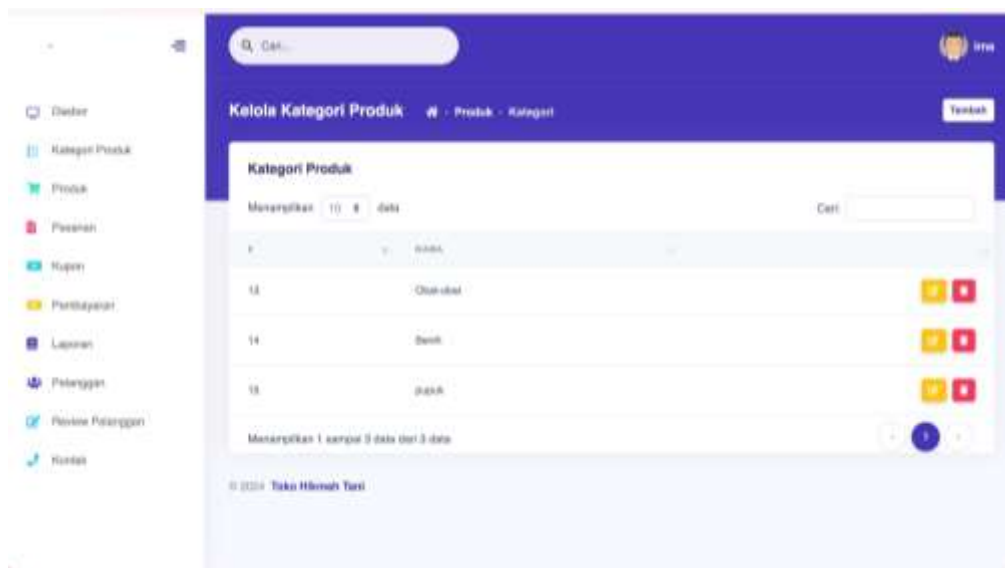 Cari...
Irna
Dasbor
Kategori Produk
Produk
Pesanan
Kupon
Pembayaran
Laporan
Pelanggan
Review Pelanggan
Kontak
Kelola Kategori Produk - Produk - Kategori
Tambah
Kategori Produk
Menampilkan 10 data
Cari:
# NAMA
13 Obat-obat
14 Benih
15 pupuk
Menampilkan 1 sampai 3 data dari 3 data
1
© 2024 Toko Hikmah Tani